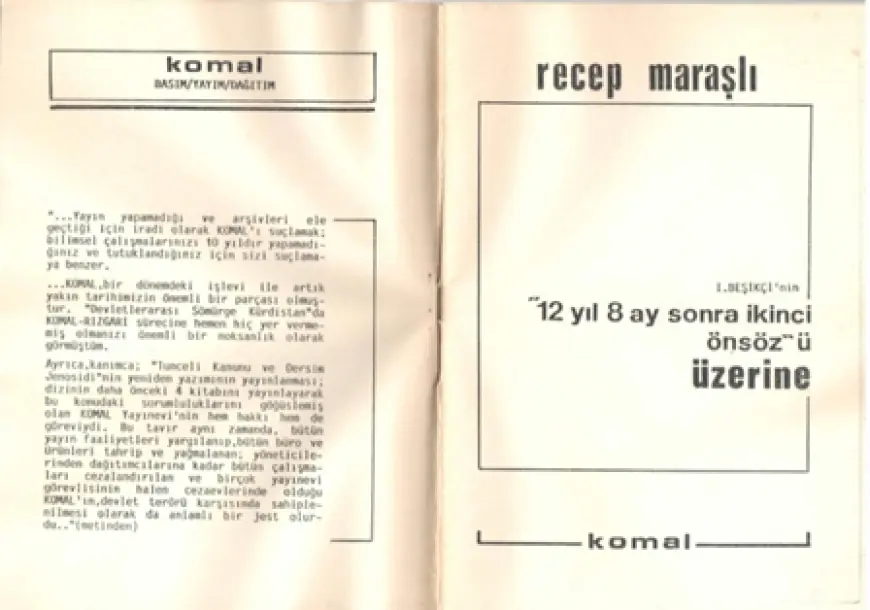 komal
BASIM/YAYIM/DAĞITIM
"...Yayın yapamadığı ve arşivleri ele
geçtiği için iradi olarak KOMAL'ı suçlamak;
bilimsel çalışmalarınızı 10 yıldır yapamadı-
ğınız ve tutuklandığınız için sizi suçlama-
ya benzer.
...KOMAL,bir dönemdeki işlevi ile artık
yakın tarihimizin önemli bir parçası olmuş-
tur. "Devletlerarası Sömürge Kürdistan"da
KOMAL-RIZGARİ sürecine hemen hiç yer verme-
miş olmanızı önemli bir noksanlık olarak
görmüştüm.
Ayrıca,kanımca; "Tunceli Kanunu ve Dersim
Jenosidi"nin yeniden yazımının yayınlanması;
dizinin daha önceki 4 kitabını yayınlayarak
bu konudaki sorumluluklarını göğüslemiş
olan KOMAL Yayınevi'nin hem hakkı hem de
göreviydi. Bu tavır aynı zamanda, bütün
yayın faaliyetleri yargılanıp,bütün büro ve
ürünleri tahrip ve yağmalanan; yöneticile-
rinden dağıtımcılarına kadar bütün çalışma-
ları cezalandırılan ve birçok yayınevi
görevlisinin halen cezaevlerinde olduğu
KOMAL'ın,devlet terörü karşısında sahiple-
nilmesi olarak da anlamlı bir jest olur-
du.."(metinden)
recep maraşlı
İ.BEŞİKÇİ'nin
"12 yıl 8 ay sonra ikinci
önsöz"ü
üzerine
komal